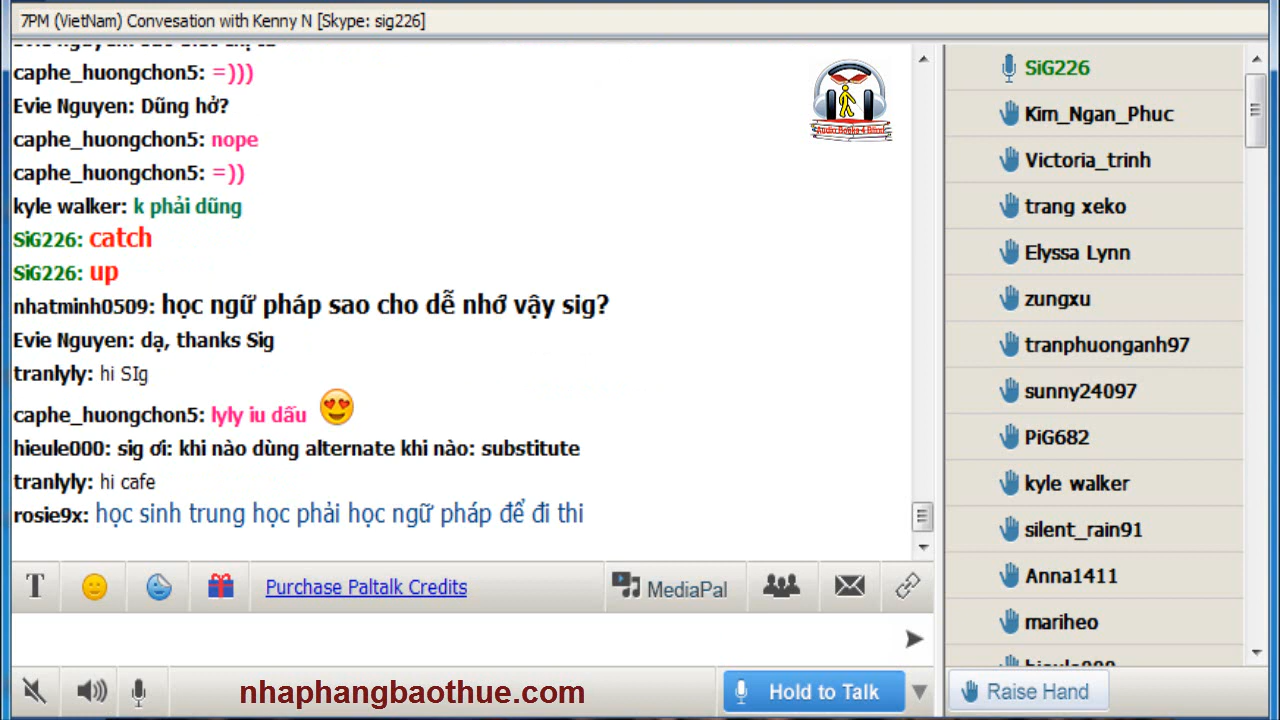 7PM (VietNam) Convesation with Kenny N [Skype: sig226]
caphe_huongchon5: =)))
Evie Nguyen: Dũng hở?
caphe_huongchon5: nope
caphe_huongchon5: =))
kyle walker: k phải dũng
SiG226: catch
SiG226: up
nhatminh0509: học ngữ pháp sao cho dễ nhớ vậy sig?
Evie Nguyen: dạ, thanks Sig
tranlyly: hi SIg
caphe_huongchon5: lyly iu dấu
hieule000: sig ơi: khi nào dùng alternate khi nào: substitute
tranlyly: hi cafe
rosie9x: học sinh trung học phải học ngữ pháp để đi thi
Audio Books 4 Blind
T
Purchase Paltalk Credits
MediaPal
nhaphangbaothue.com
Hold to Talk
SiG226
Kim_Ngan_Phuc
Victoria_trinh
trang xeko
Elyssa Lynn
zungxu
tranphuonganh97
sunny24097
PiG682
kyle walker
silent_rain91
Anna1411
mariheo
Raise Hand